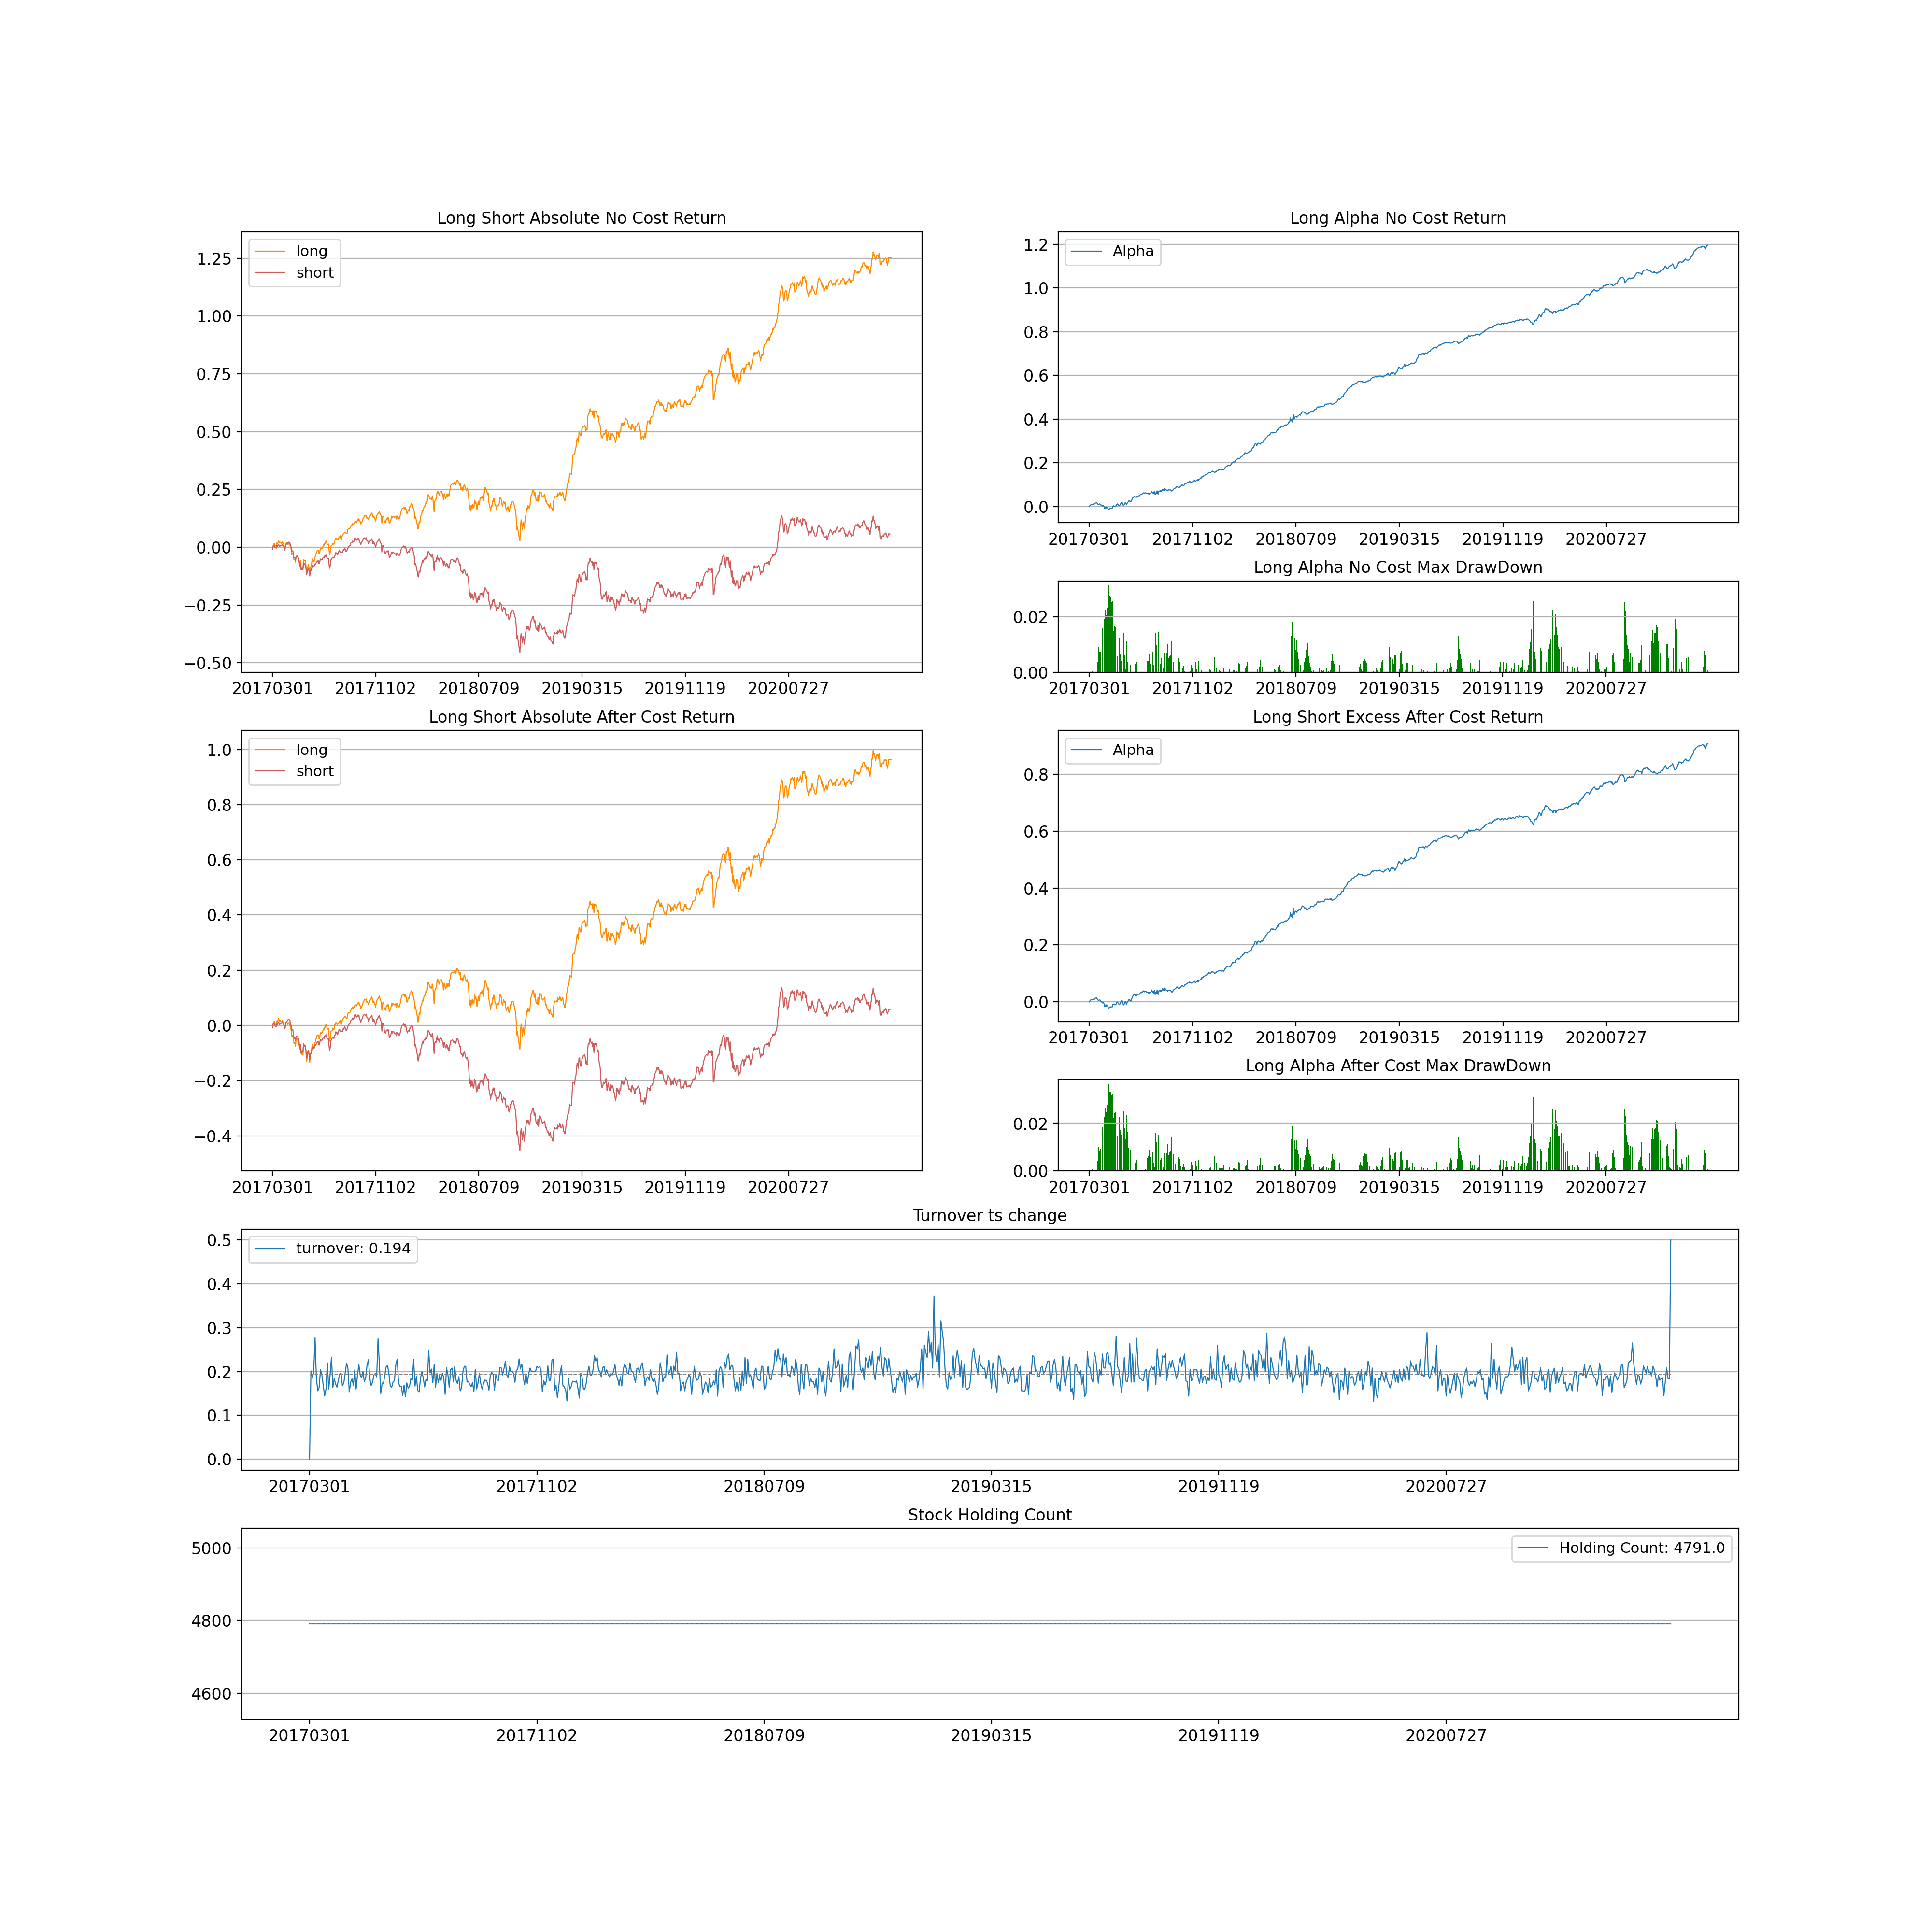 Long Short Absolute No Cost Return
long
short
1.25
1.00
0.75
0.50
0.25
0.00
−0.25
−0.50
20170301 20171102 20180709 20190315 20191119 20200727
Long Alpha No Cost Return
Alpha
1.2
1.0
0.8
0.6
0.4
0.2
0.0
20170301 20171102 20180709 20190315 20191119 20200727
Long Alpha No Cost Max DrawDown
0.02
0.00
20170301 20171102 20180709 20190315 20191119 20200727
Long Short Absolute After Cost Return
long
short
1.0
0.8
0.6
0.4
0.2
0.0
−0.2
−0.4
20170301 20171102 20180709 20190315 20191119 20200727
Long Short Excess After Cost Return
Alpha
0.8
0.6
0.4
0.2
0.0
20170301 20171102 20180709 20190315 20191119 20200727
Long Alpha After Cost Max DrawDown
0.02
0.00
20170301 20171102 20180709 20190315 20191119 20200727
Turnover ts change
turnover: 0.194
0.5
0.4
0.3
0.2
0.1
0.0
20170301 20171102 20180709 20190315 20191119 20200727
Stock Holding Count
Holding Count: 4791.0
5000
4800
4600
20170301 20171102 20180709 20190315 20191119 20200727